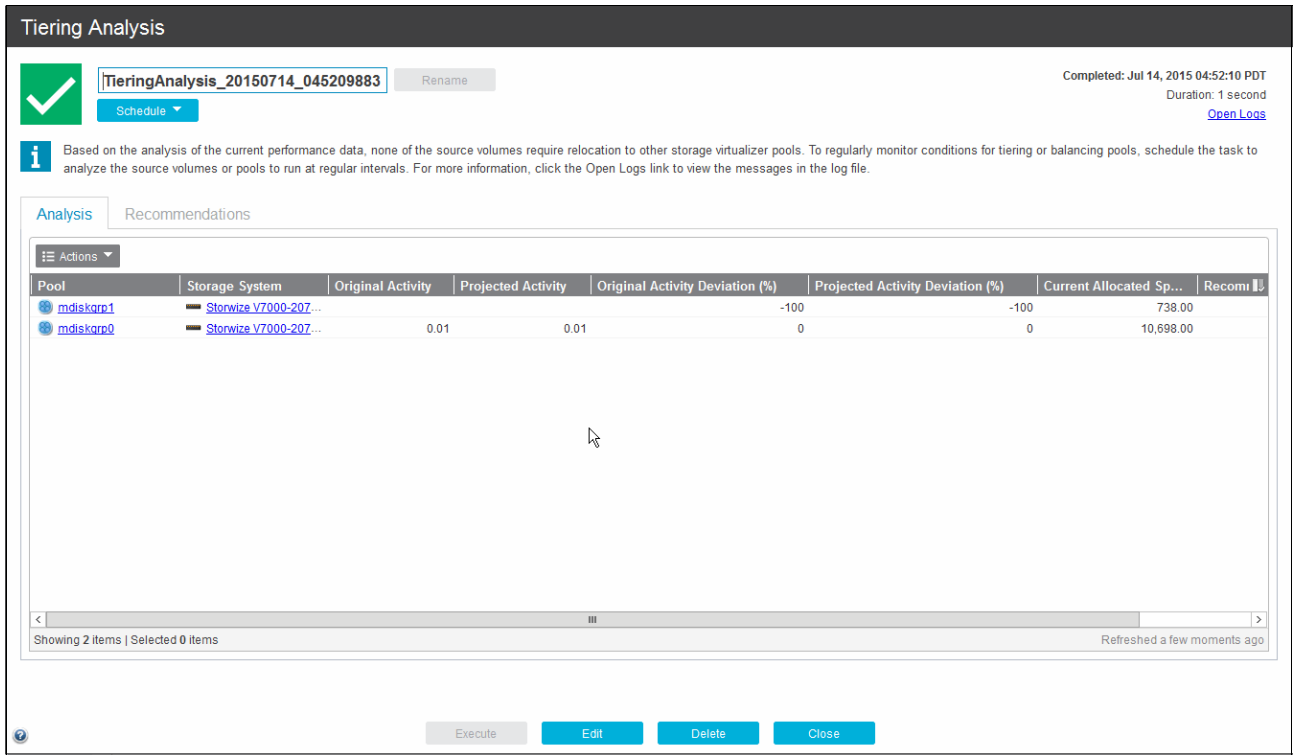 Tiering Analysis
TieringAnalysis_20150714_045209883
Rename
Completed: Jul 14, 2015 04:52:10 PDT
Schedule
Duration: 1 second
Open Logs
i
Based on the analysis of the current performance data, none of the source volumes require relocation to other storage virtualizer pools. To regularly monitor conditions for tiering or balancing pools, schedule the task to
analyze the source volumes or pools to run at regular intervals. For more information, click the Open Logs link to view the messages in the log file.
Analysis Recommendations
Actions
Pool Storage System Original Activity Projected Activity Original Activity Deviation (%) Projected Activity Deviation (%) Current Allocated Sp...
mdiskgrp1 Storwize V7000-207... -100 -100 738.00
mdiskgrp0 Storwize V7000-207... 0.01 0.01 0 0 10,698.00
Showing 2 items | Selected 0 items
Refreshed a few moments ago
? Execute Edit Delete Close